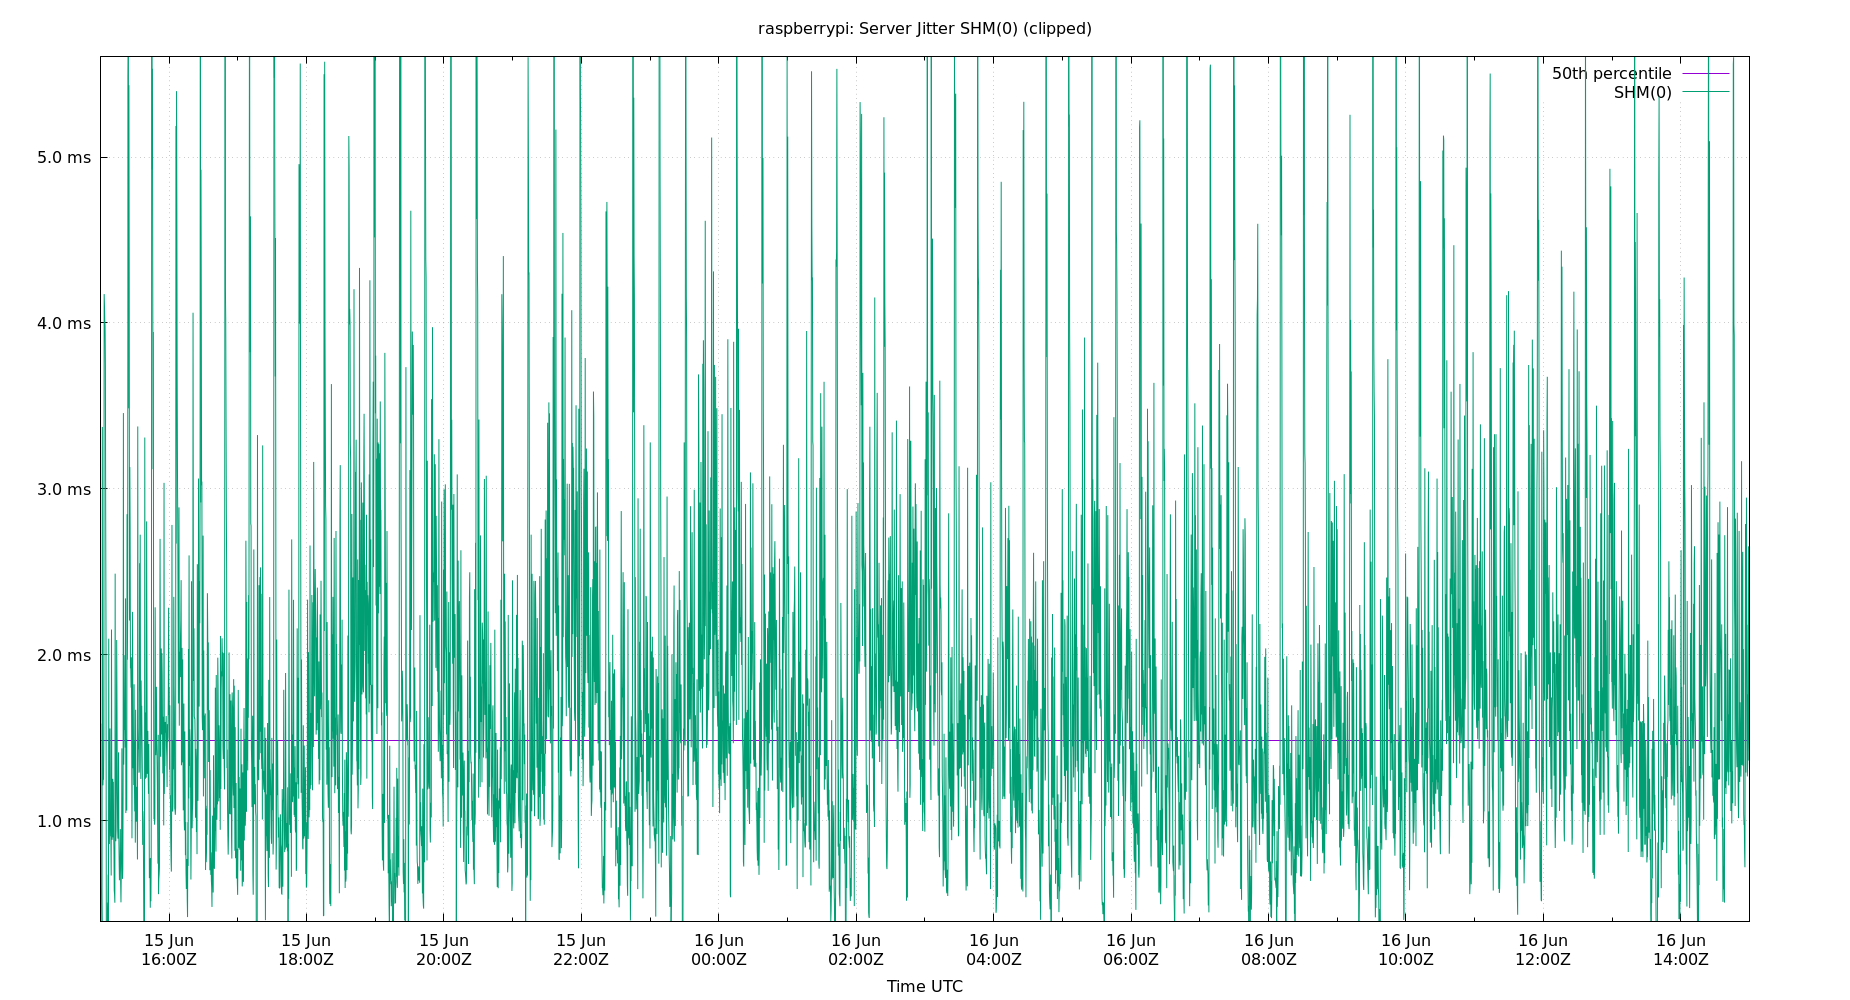 raspberrypi: Server Jitter SHM(0) (clipped)
50th percentile
SHM(0)
5.0 ms
4.0 ms
3.0 ms
2.0 ms
1.0 ms
15 Jun 15 Jun 15 Jun 15 Jun 16 Jun 16 Jun 16 Jun 16 Jun 16 Jun 16 Jun 16 Jun 16 Jun
16:00Z 18:00Z 20:00Z 22:00Z 00:00Z 02:00Z 04:00Z 06:00Z 08:00Z 10:00Z 12:00Z 14:00Z
Time UTC